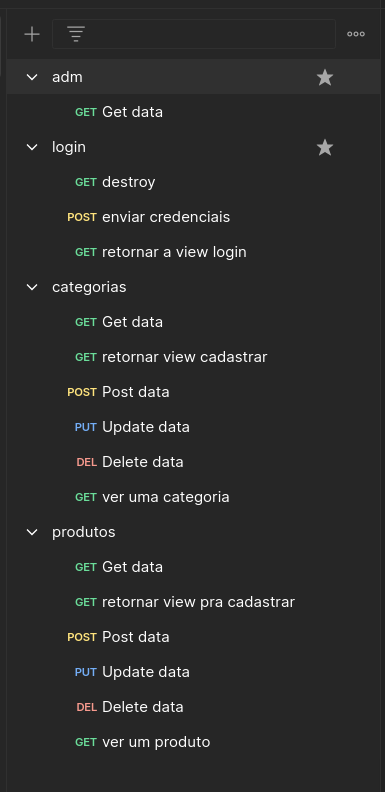 adm
GET Get data
login
GET destroy
POST enviar credenciais
GET retornar a view login
categorias
GET Get data
GET retornar view cadastrar
POST Post data
PUT Update data
DEL Delete data
GET ver uma categoria
produtos
GET Get data
GET retornar view pra cadastrar
POST Post data
PUT Update data
DEL Delete data
GET ver um produto